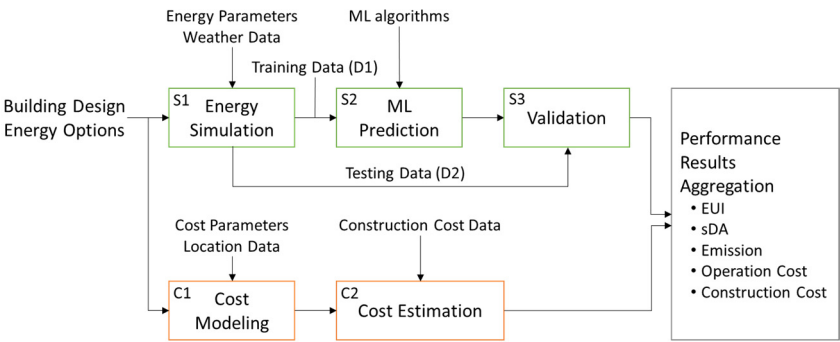 Energy Parameters
Weather Data
ML algorithms
Training Data (D1)
Building Design
Energy Options
S1
Energy
Simulation
S2
ML
Prediction
S3
Validation
Testing Data (D2)
Cost Parameters
Location Data
Construction Cost Data
C1
Cost
Modeling
C2
Cost Estimation
Performance
Results
Aggregation
• EUI
• sDA
• Emission
• Operation Cost
• Construction Cost